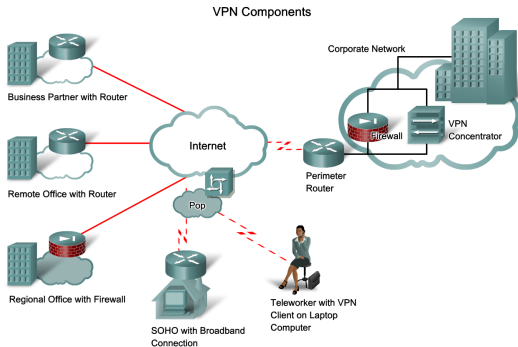 VPN Components
Corporate Network
Business Partner with Router
Firewall
VPN
Concentrator
Internet
Perimeter
Router
Remote Office with Router
Pop
Regional Office with Firewall
Teleworker with VPN
Client on Laptop
Computer
SOHO with Broadband
Connection